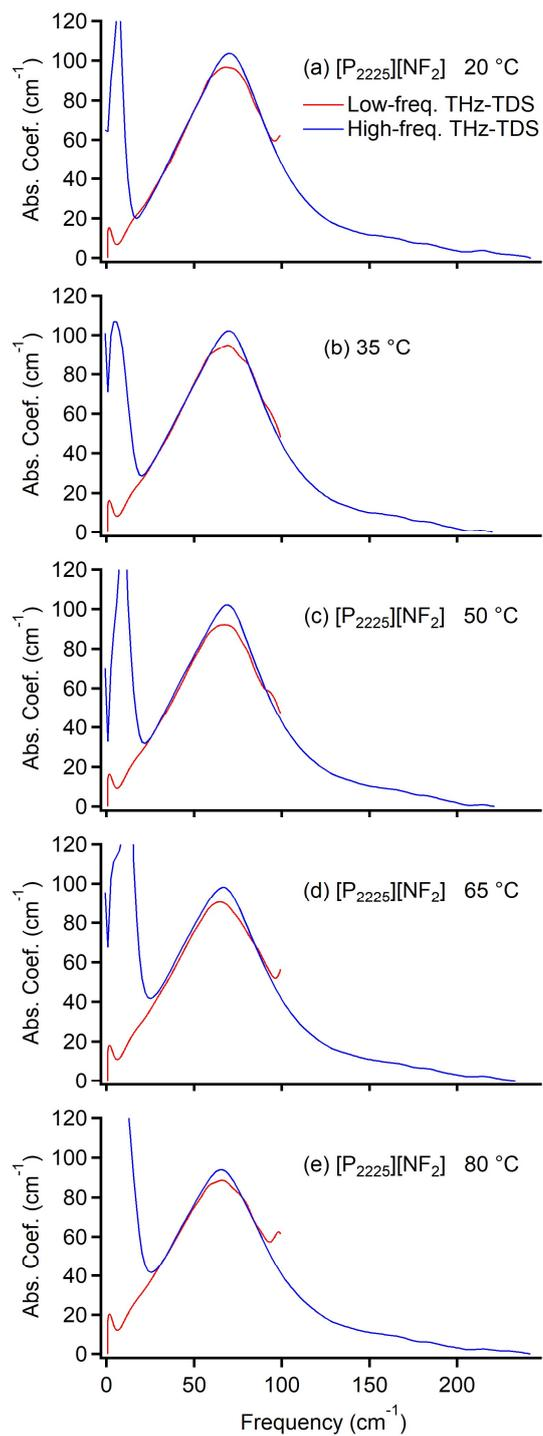 120
100
80
60
40
20
0
Abs. Coef. (cm⁻¹)
(a) [P₂₂₂₅][NF₂] 20 °C
Low-freq. THz-TDS
High-freq. THz-TDS
120
100
80
60
40
20
0
Abs. Coef. (cm⁻¹)
(b) 35 °C
120
100
80
60
40
20
0
Abs. Coef. (cm⁻¹)
(c) [P₂₂₂₅][NF₂] 50 °C
120
100
80
60
40
20
0
Abs. Coef. (cm⁻¹)
(d) [P₂₂₂₅][NF₂] 65 °C
120
100
80
60
40
20
0
Abs. Coef. (cm⁻¹)
(e) [P₂₂₂₅][NF₂] 80 °C
0 50 100 150 200
Frequency (cm⁻¹)